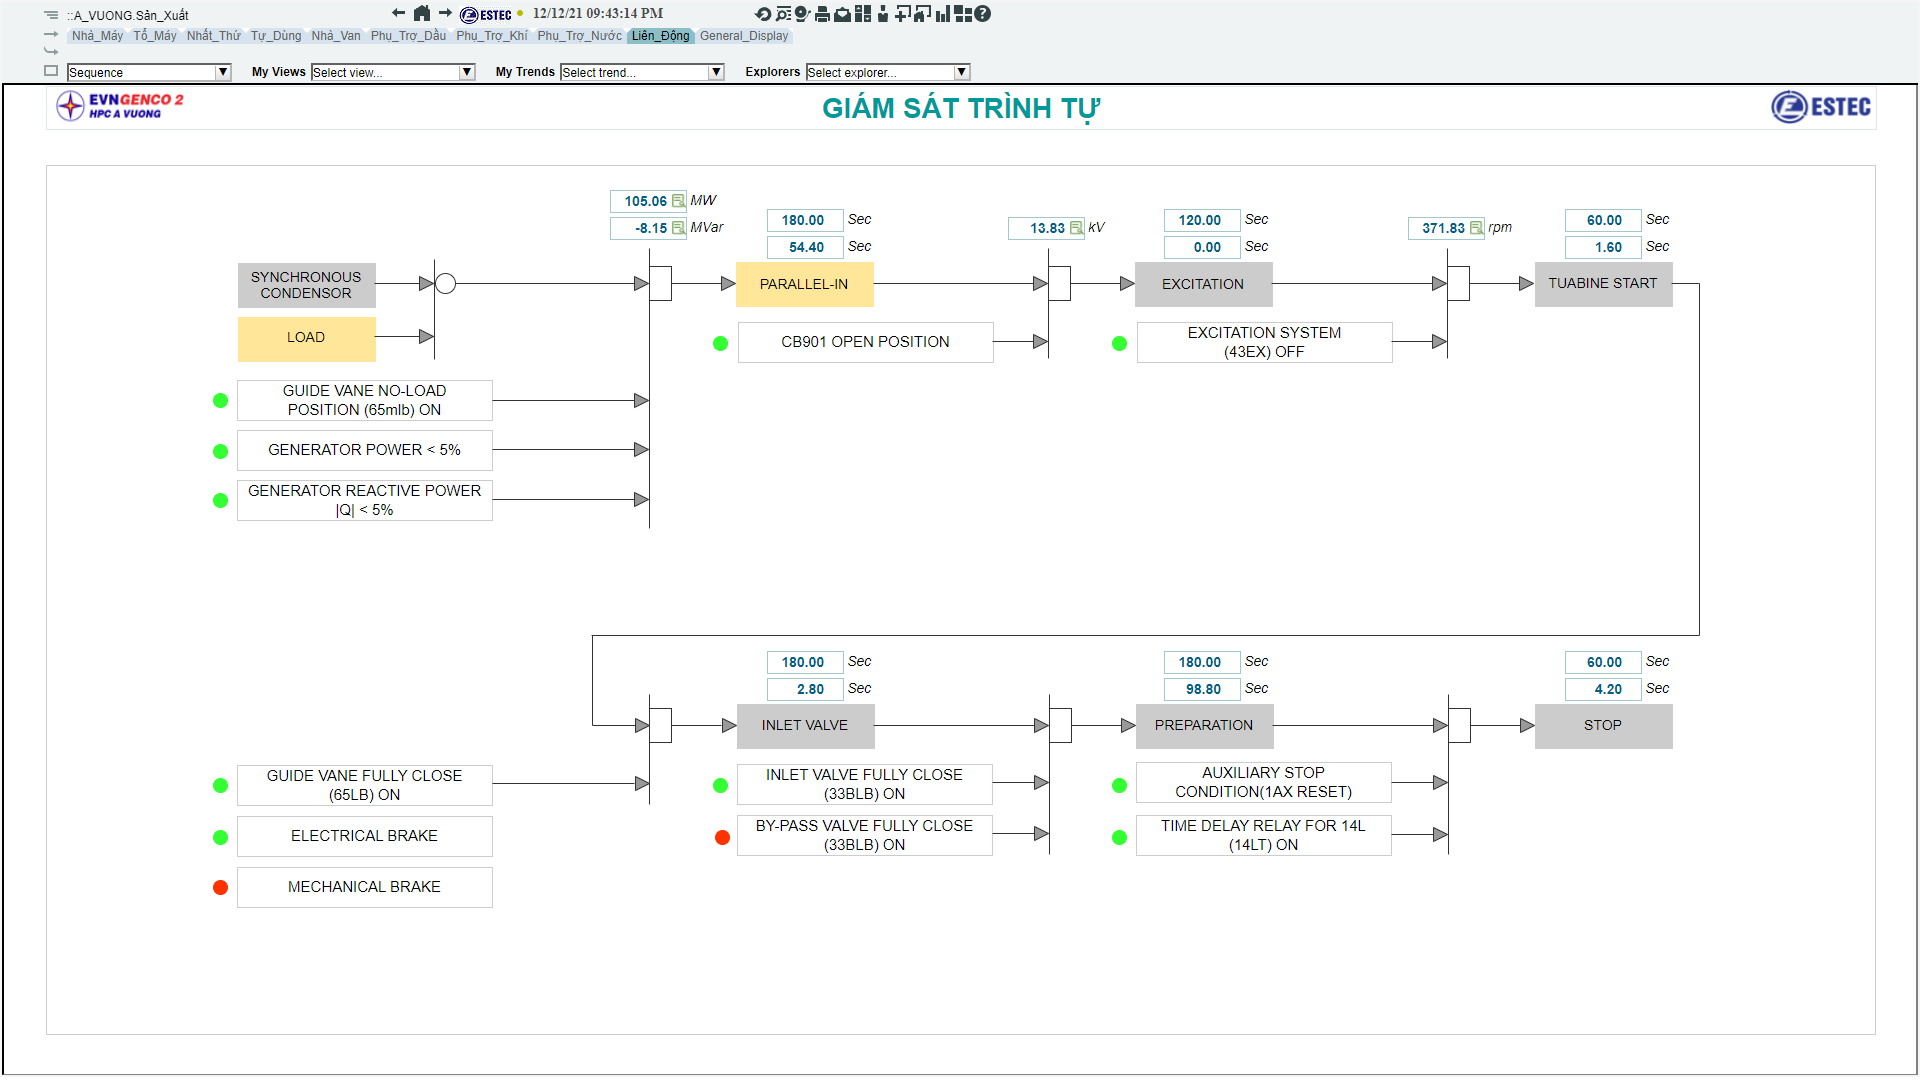 ::A_VUONG.Sản_Xuất
ESTEC
12/12/21 09:43:14 PM
Nhà_Máy Tổ_Máy Nhất_Thứ Tự_Dùng Nhà_Van Phụ_Trợ_Dầu Phụ_Trợ_Khí Phụ_Trợ_Nước Liên_Động General_Display
Sequence My Views Select view... My Trends Select trend... Explorers Select explorer...
EVNGENCO 2
HPC A VUONG
GIÁM SÁT TRÌNH TỰ
ESTEC
105.06 MW
-8.15 MVar
180.00 Sec
54.40 Sec
13.83 kV
120.00 Sec
0.00 Sec
371.83 rpm
60.00 Sec
1.60 Sec
SYNCHRONOUS
CONDENSOR
PARALLEL-IN
EXCITATION
TUABINE START
LOAD
CB901 OPEN POSITION
EXCITATION SYSTEM
(43EX) OFF
GUIDE VANE NO-LOAD
POSITION (65mlb) ON
GENERATOR POWER < 5%
GENERATOR REACTIVE POWER
|Q| < 5%
180.00 Sec
2.80 Sec
180.00 Sec
98.80 Sec
60.00 Sec
4.20 Sec
INLET VALVE
PREPARATION
STOP
GUIDE VANE FULLY CLOSE
(65LB) ON
INLET VALVE FULLY CLOSE
(33BLB) ON
AUXILIARY STOP
CONDITION(1AX RESET)
ELECTRICAL BRAKE
BY-PASS VALVE FULLY CLOSE
(33BLB) ON
TIME DELAY RELAY FOR 14L
(14LT) ON
MECHANICAL BRAKE